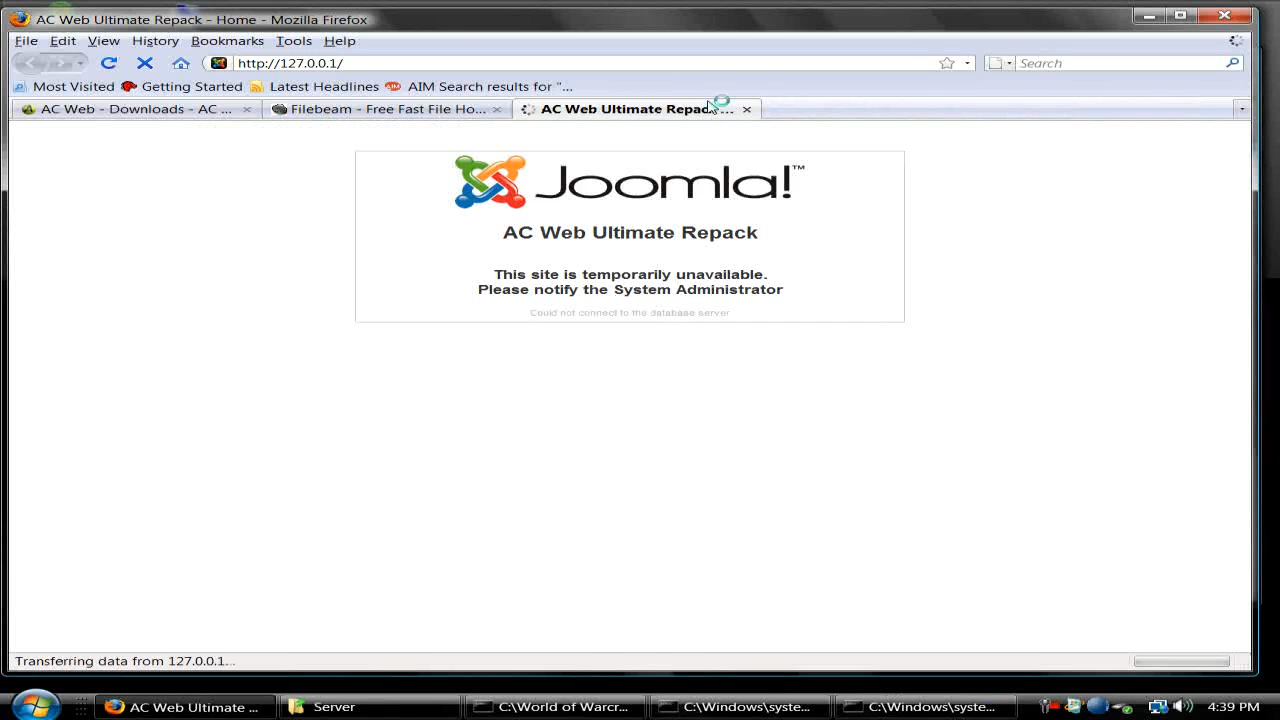 AC Web Ultimate Repack - Home - Mozilla Firefox
File Edit View History Bookmarks Tools Help
http://127.0.0.1/ Search
Most Visited Getting Started Latest Headlines AIM AIM Search results for "...
AC Web - Downloads - AC ... Filebeam - Free Fast File Ho... AC Web Ultimate Repack ...
Joomla!™
AC Web Ultimate Repack
This site is temporarily unavailable.
Please notify the System Administrator
Could not connect to the database server
Transferring data from 127.0.0.1...
AC Web Ultimate ... Server C:\World of Warcr... C:\Windows\syste... C:\Windows\syste... 4:39 PM